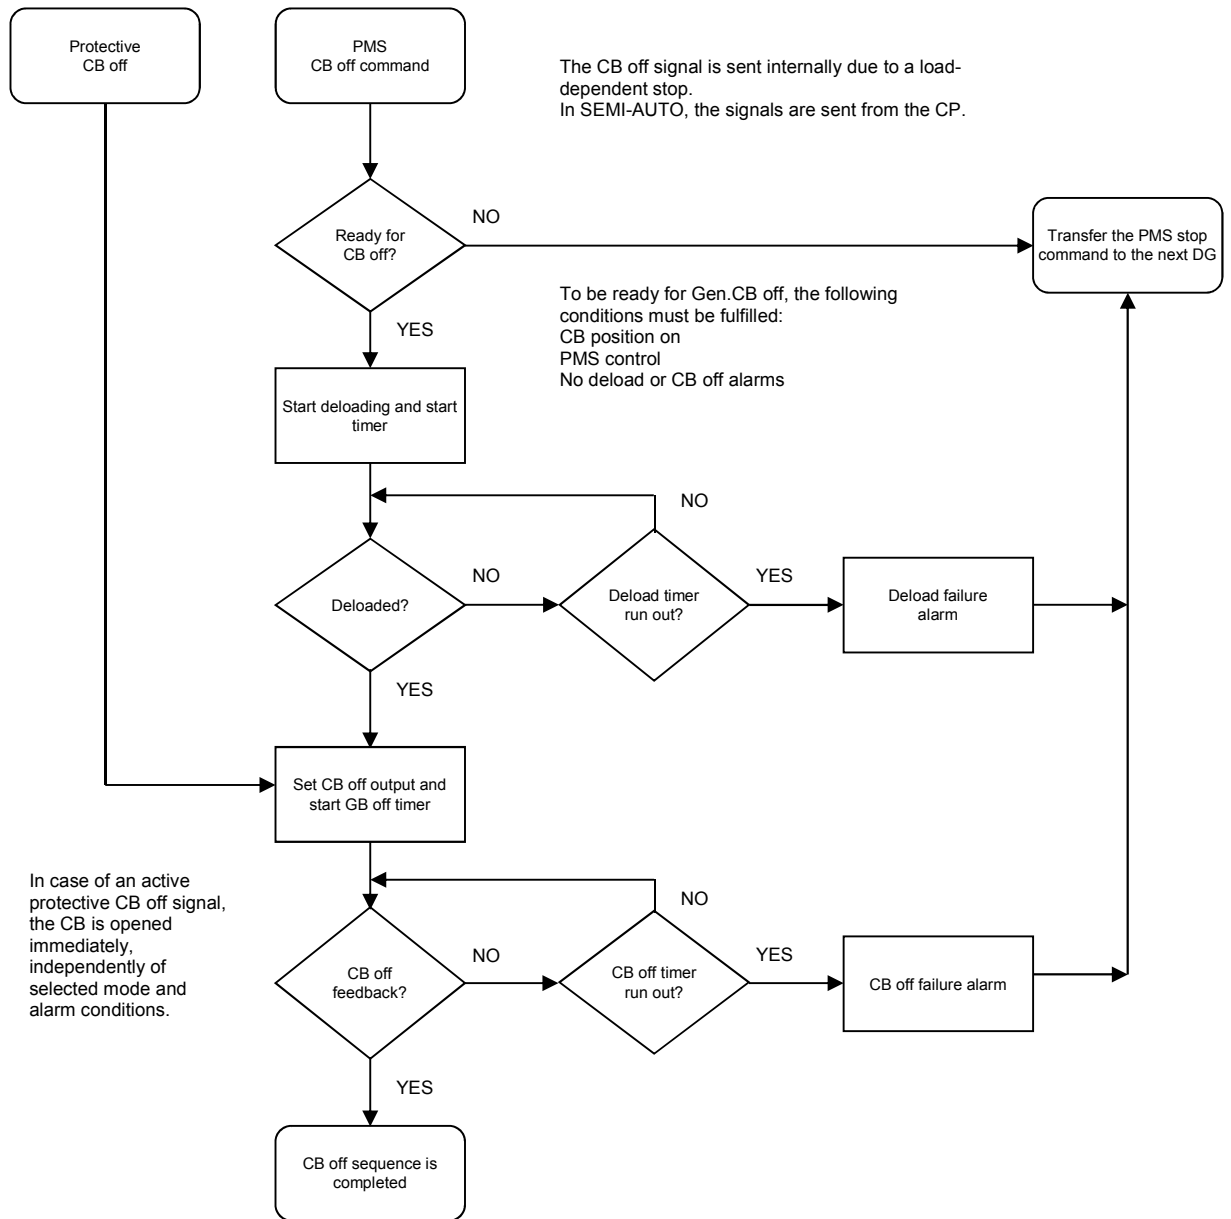 Protective
CB off
PMS
CB off command
The CB off signal is sent internally due to a load-
dependent stop.
In SEMI-AUTO, the signals are sent from the CP.
Ready for
CB off?
NO
Transfer the PMS stop
command to the next DG
YES
To be ready for Gen.CB off, the following
conditions must be fulfilled:
CB position on
PMS control
No deload or CB off alarms
Start deloading and start
timer
NO
Deloaded?
NO
Deload timer
run out?
YES
Deload failure
alarm
YES
Set CB off output and
start GB off timer
In case of an active
protective CB off signal,
the CB is opened
immediately,
independently of
selected mode and
alarm conditions.
NO
CB off
feedback?
NO
CB off timer
run out?
YES
CB off failure alarm
YES
CB off sequence is
completed